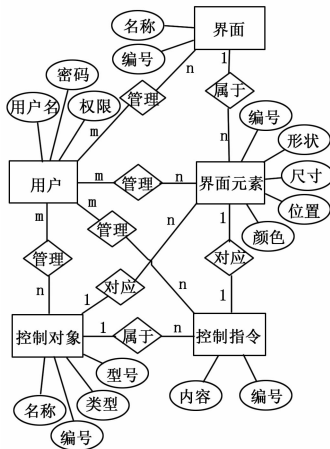 名称
界面
编号
1
n
密码
管理
属于
用户名
权限
编号
m
n
形状
用户
m
管理
n
界面元素
尺寸
m
m
n
1
位置
管理
管理
颜色
对应
对应
n
1
n
1
控制对象
1
属于
n
控制指令
型号
名称
类型
内容
编号
编号